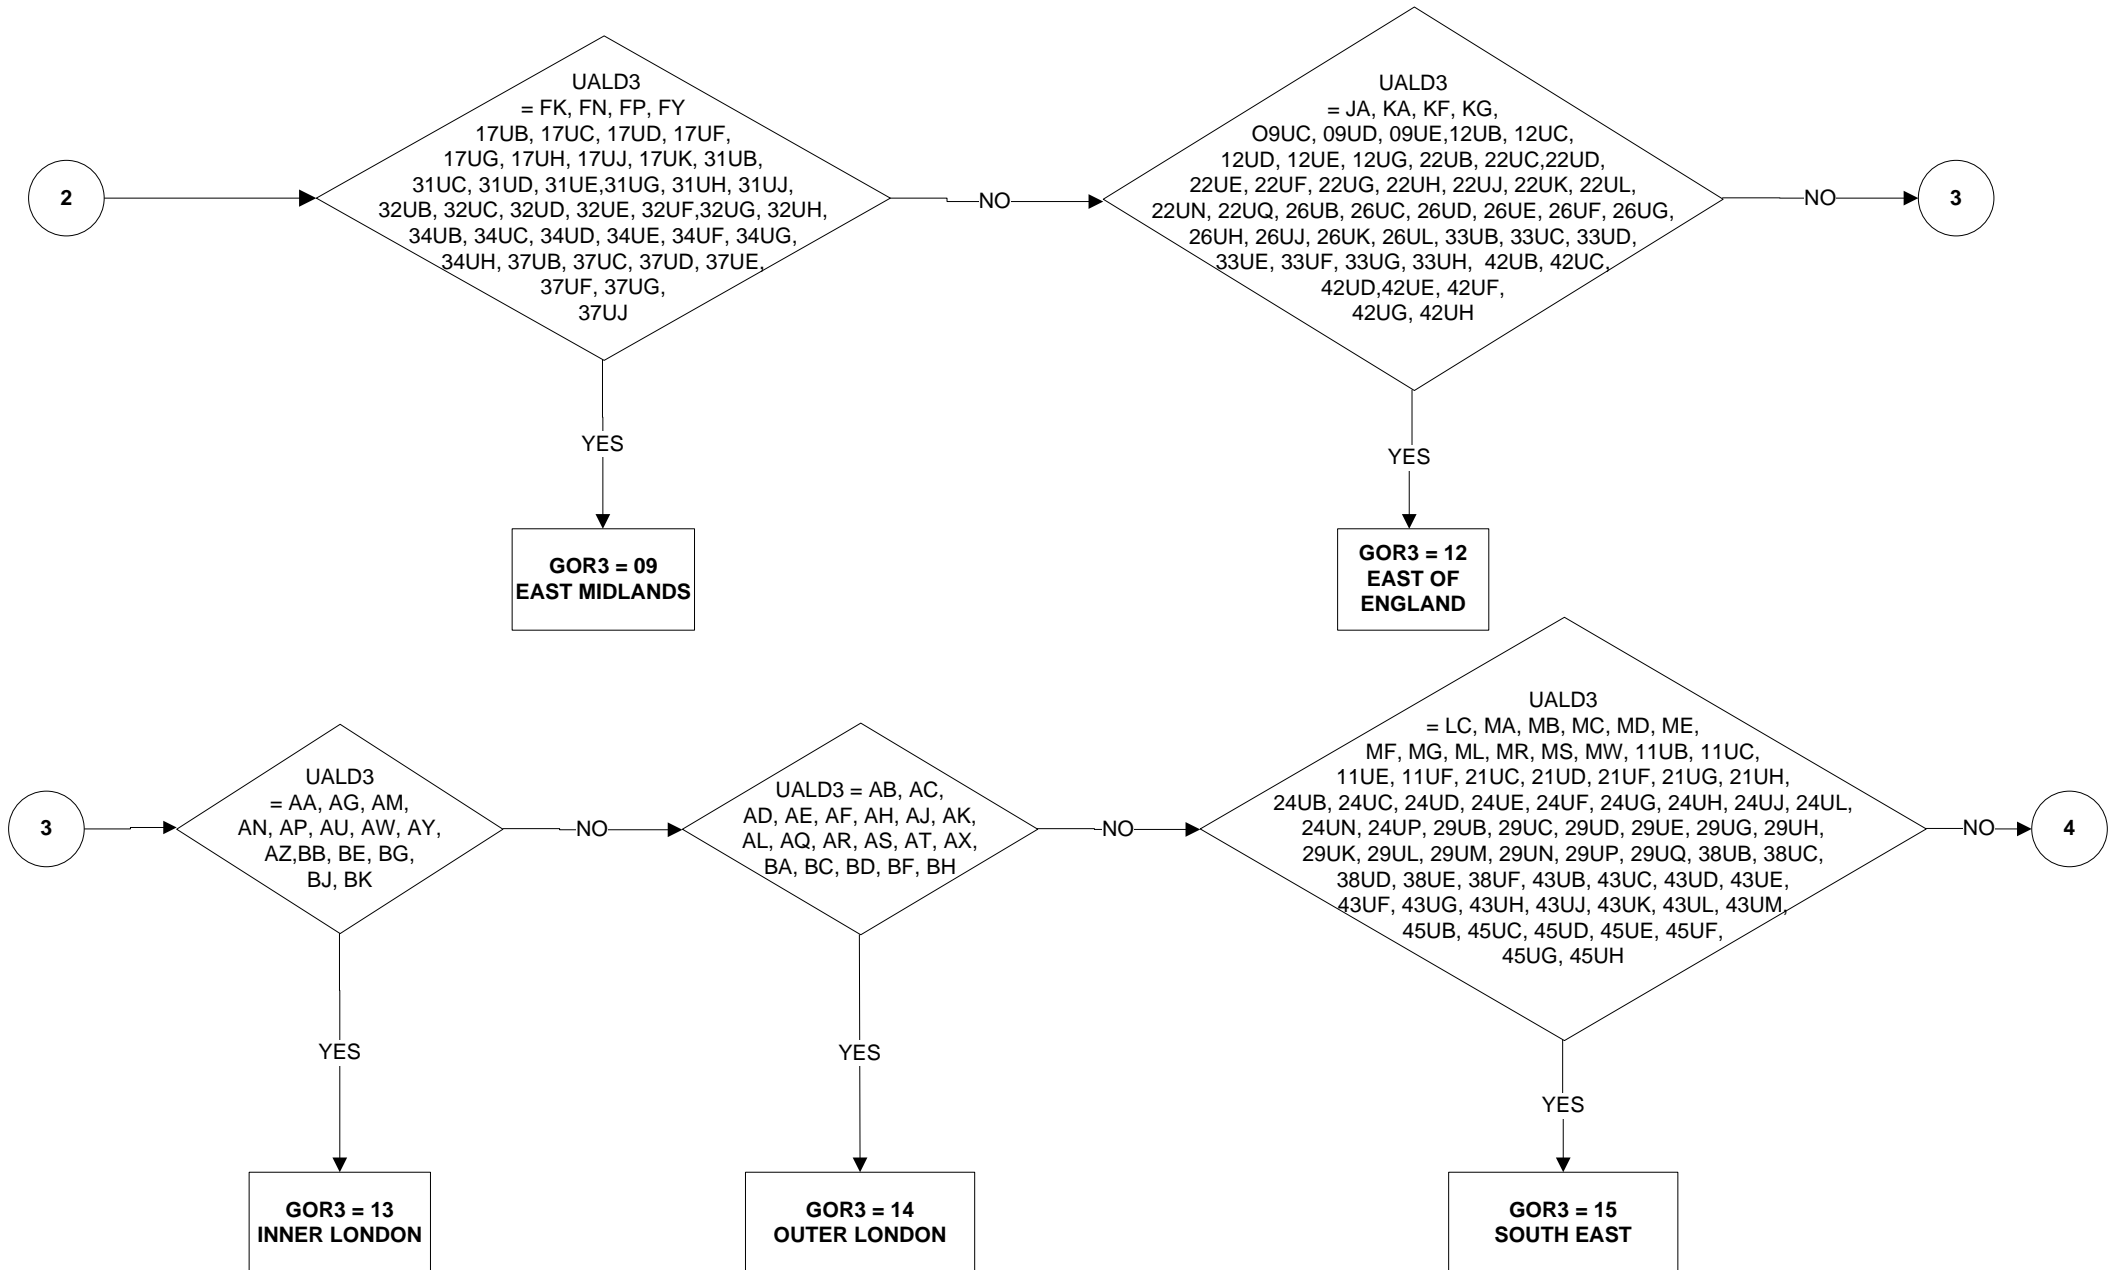 2
UALD3
= FK, FN, FP, FY
17UB, 17UC, 17UD, 17UF,
17UG, 17UH, 17UJ, 17UK, 31UB,
31UC, 31UD, 31UE,31UG, 31UH, 31UJ,
32UB, 32UC, 32UD, 32UE, 32UF,32UG, 32UH,
34UB, 34UC, 34UD, 34UE, 34UF, 34UG,
34UH, 37UB, 37UC, 37UD, 37UE,
37UF, 37UG,
37UJ
NO
UALD3
= JA, KA, KF, KG,
O9UC, 09UD, 09UE,12UB, 12UC,
12UD, 12UE, 12UG, 22UB, 22UC,22UD,
22UE, 22UF, 22UG, 22UH, 22UJ, 22UK, 22UL,
22UN, 22UQ, 26UB, 26UC, 26UD, 26UE, 26UF, 26UG,
26UH, 26UJ, 26UK, 26UL, 33UB, 33UC, 33UD,
33UE, 33UF, 33UG, 33UH,  42UB, 42UC,
42UD,42UE, 42UF,
42UG, 42UH
NO
3
YES
YES
GOR3 = 09
EAST MIDLANDS
GOR3 = 12
EAST OF
ENGLAND
3
UALD3
= AA, AG, AM,
AN, AP, AU, AW, AY,
AZ,BB, BE, BG,
BJ, BK
NO
UALD3 = AB, AC,
AD, AE, AF, AH, AJ, AK,
AL, AQ, AR, AS, AT, AX,
BA, BC, BD, BF, BH
NO
UALD3
= LC, MA, MB, MC, MD, ME,
MF, MG, ML, MR, MS, MW, 11UB, 11UC,
11UE, 11UF, 21UC, 21UD, 21UF, 21UG, 21UH,
24UB, 24UC, 24UD, 24UE, 24UF, 24UG, 24UH, 24UJ, 24UL,
24UN, 24UP, 29UB, 29UC, 29UD, 29UE, 29UG, 29UH,
29UK, 29UL, 29UM, 29UN, 29UP, 29UQ, 38UB, 38UC,
38UD, 38UE, 38UF, 43UB, 43UC, 43UD, 43UE,
43UF, 43UG, 43UH, 43UJ, 43UK, 43UL, 43UM,
45UB, 45UC, 45UD, 45UE, 45UF,
45UG, 45UH
NO
4
YES
YES
YES
GOR3 = 13
INNER LONDON
GOR3 = 14
OUTER LONDON
GOR3 = 15
SOUTH EAST